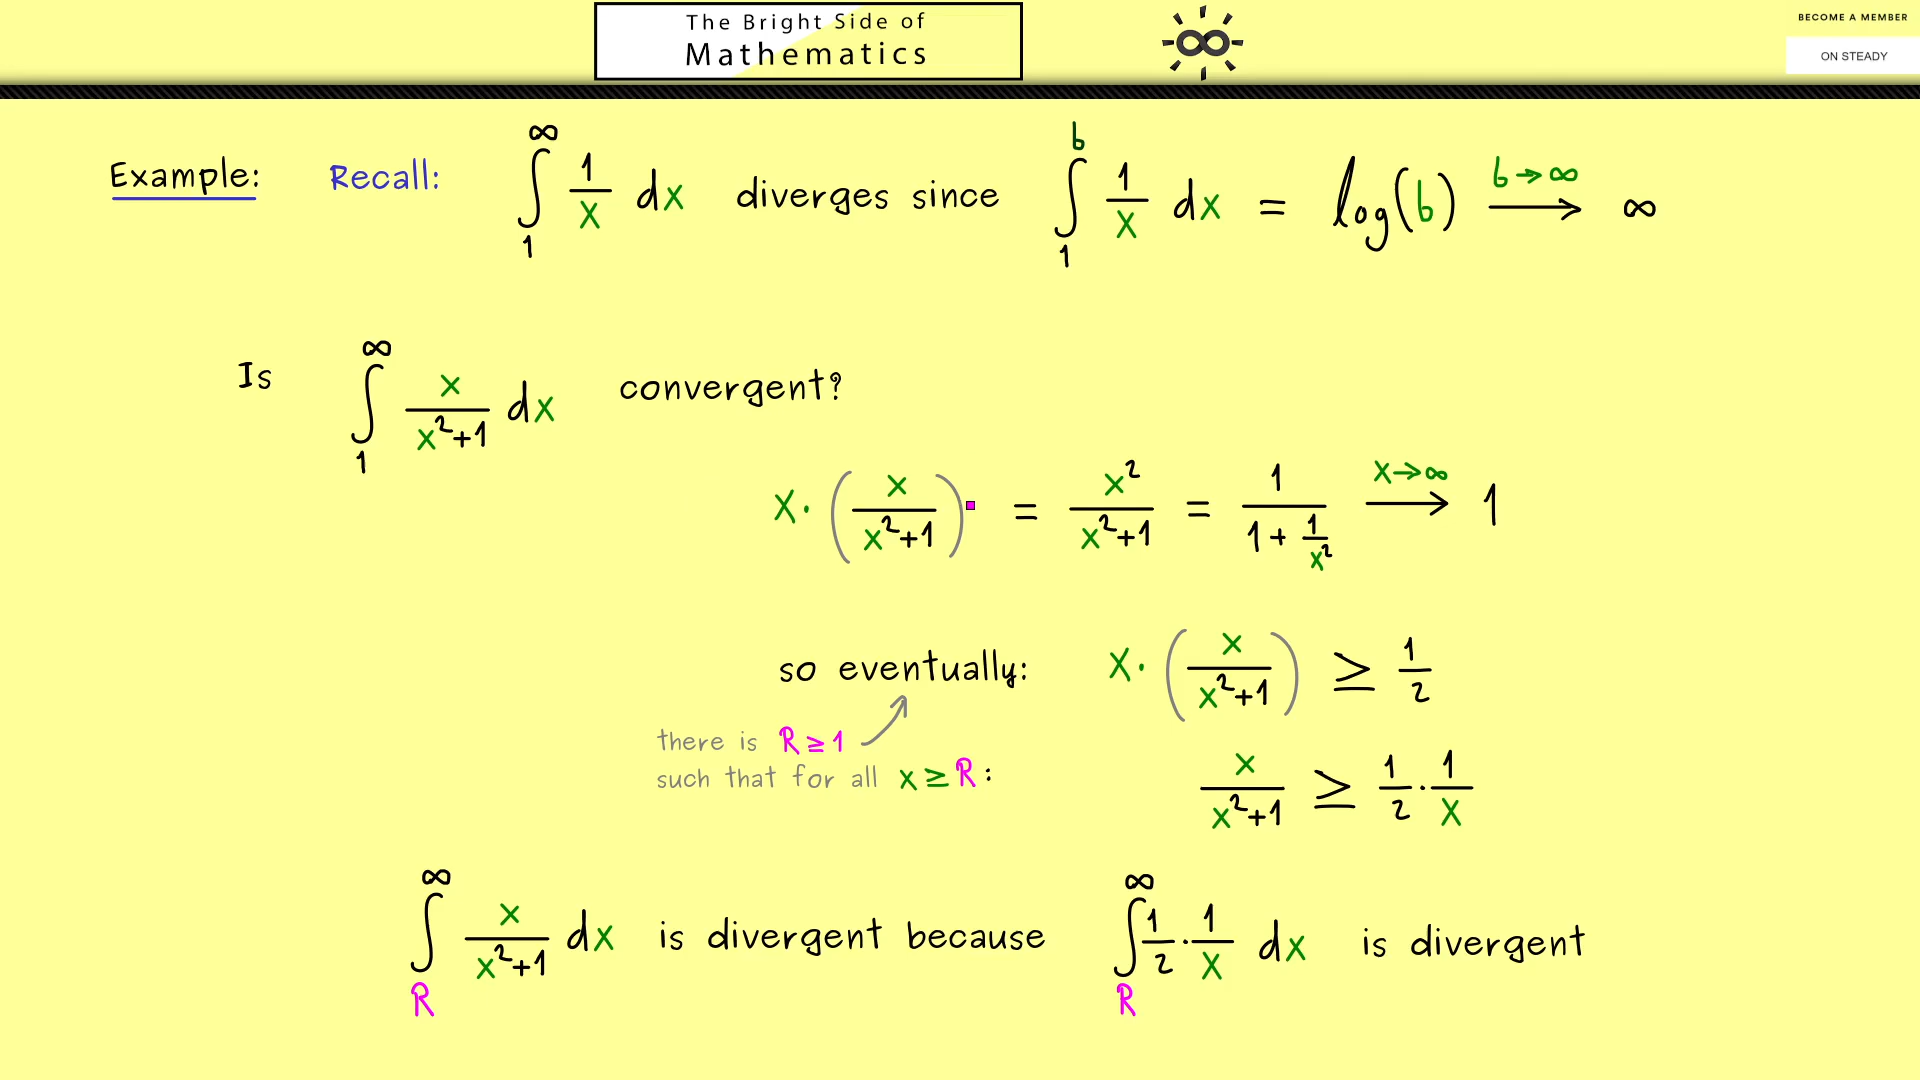 The Bright Side of
Mathematics
BECOME A MEMBER
ON STEADY
Example: Recall: ∫₁^∞ 1/x dx diverges since ∫₁^b 1/x dx = log(b) —b→∞→ ∞
Is ∫₁^∞ x/(x²+1) dx convergent?
x · (x/(x²+1)) = x²/(x²+1) = 1/(1 + 1/x²) —x→∞→ 1
so eventually: x · (x/(x²+1)) ≥ 1/2
there is R ≥ 1
such that for all x ≥ R: x/(x²+1) ≥ 1/2 · 1/x
∫_R^∞ x/(x²+1) dx is divergent because ∫_R^∞ 1/2 · 1/x dx is divergent